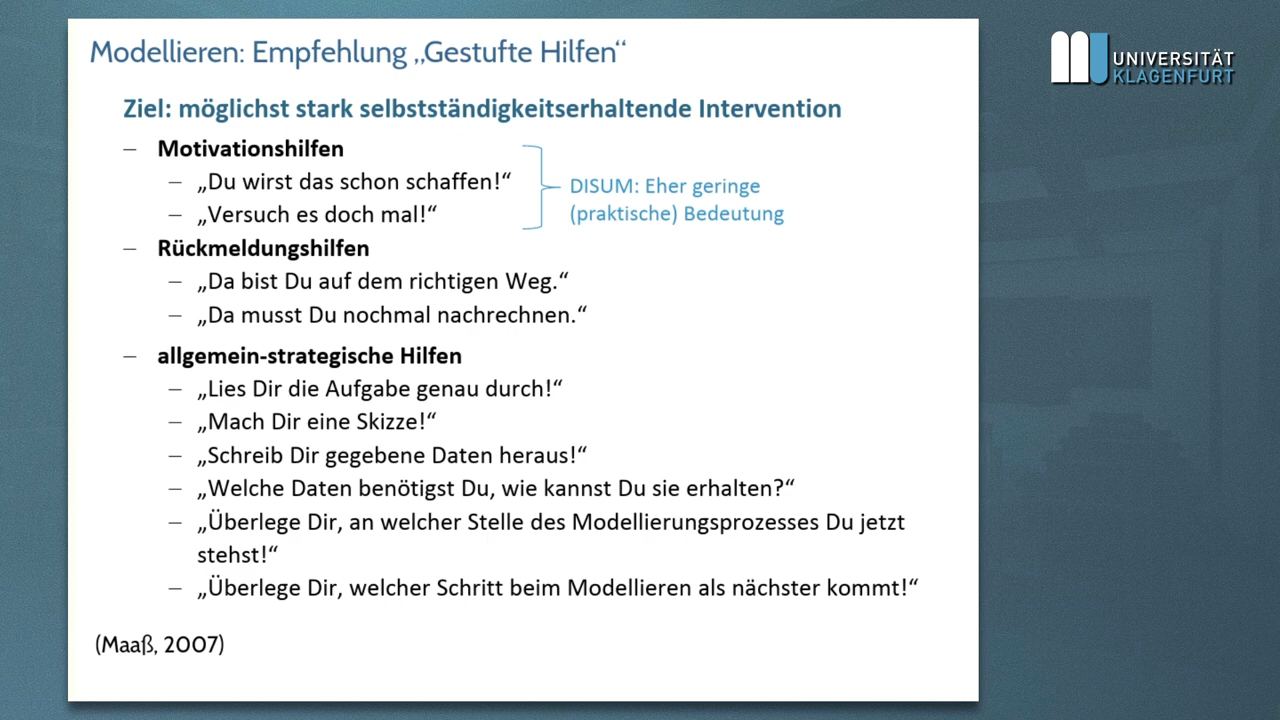 Modellieren: Empfehlung „Gestufte Hilfen“
UNIVERSITÄT
KLAGENFURT
Ziel: möglichst stark selbstständigkeitserhaltende Intervention
– Motivationshilfen
– „Du wirst das schon schaffen!“
– „Versuch es doch mal!“
DISUM: Eher geringe
(praktische) Bedeutung
– Rückmeldungshilfen
– „Da bist Du auf dem richtigen Weg.“
– „Da musst Du nochmal nachrechnen.“
– allgemein-strategische Hilfen
– „Lies Dir die Aufgabe genau durch!“
– „Mach Dir eine Skizze!“
– „Schreib Dir gegebene Daten heraus!“
– „Welche Daten benötigst Du, wie kannst Du sie erhalten?“
– „Überlege Dir, an welcher Stelle des Modellierungsprozesses Du jetzt
stehst!“
– „Überlege Dir, welcher Schritt beim Modellieren als nächster kommt!“
(Maaß, 2007)